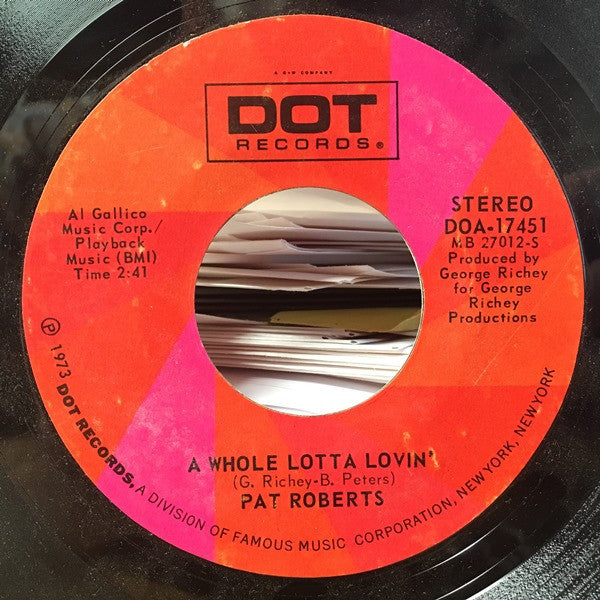 A G+W COMPANY
DOT
RECORDS®
Al Gallico
Music Corp./
Playback
Music (BMI)
Time 2:41
STEREO
DOA-17451
MB 27012-S
Produced by
George Richey
for George
Richey
Productions
A WHOLE LOTTA LOVIN'
(G. Richey-B. Peters)
PAT ROBERTS
℗ 1973 DOT RECORDS, A DIVISION OF FAMOUS MUSIC CORPORATION, NEW YORK, NEW YORK